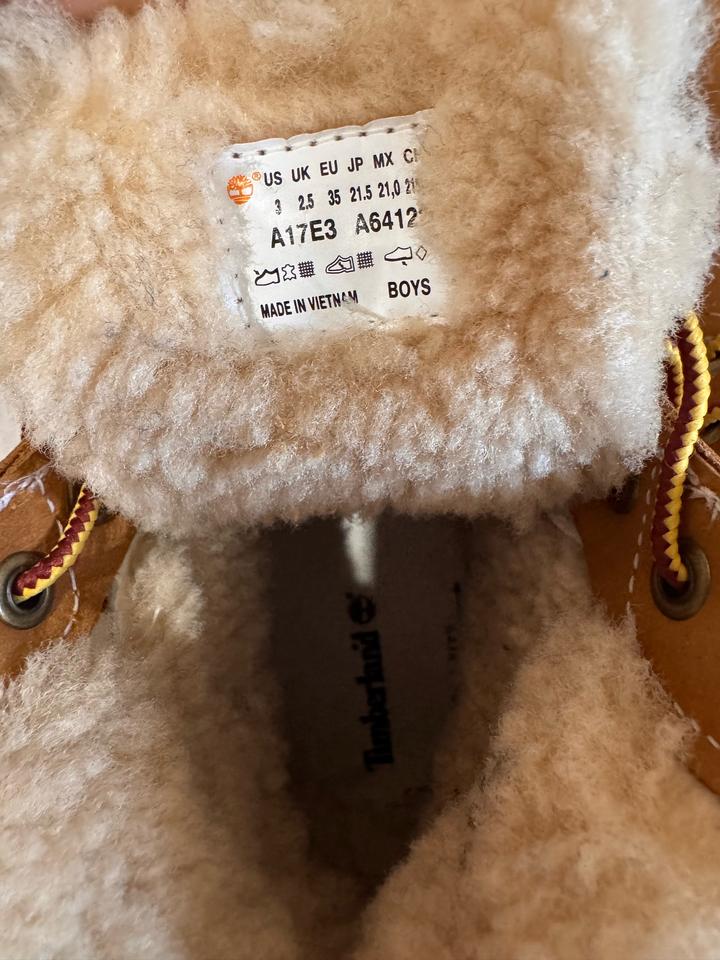 ® US UK EU JP MX
3 2.5 35 21.5 21,0
A17E3
MADE IN VIETNAM BOYS
Timberland